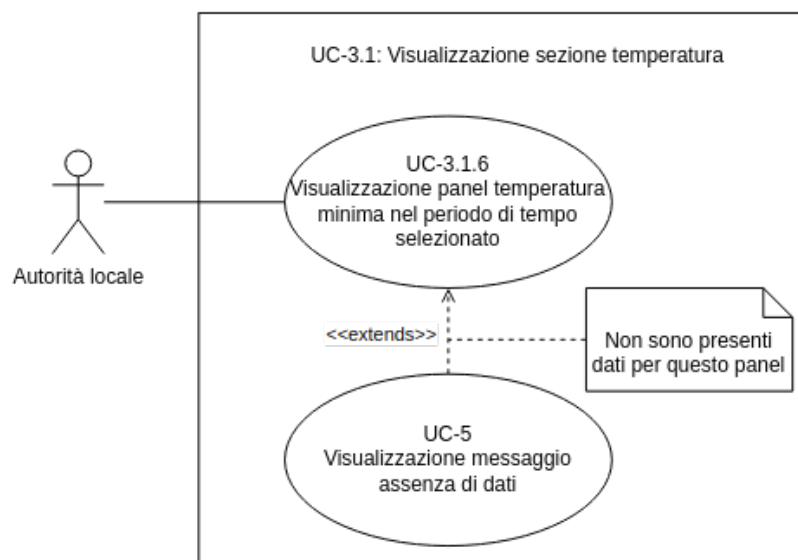 UC-3.1: Visualizzazione sezione temperatura
UC-3.1.6
Visualizzazione panel temperatura
minima nel periodo di tempo
selezionato
Autorità locale
<<extends>>
Non sono presenti
dati per questo panel
UC-5
Visualizzazione messaggio
assenza di dati